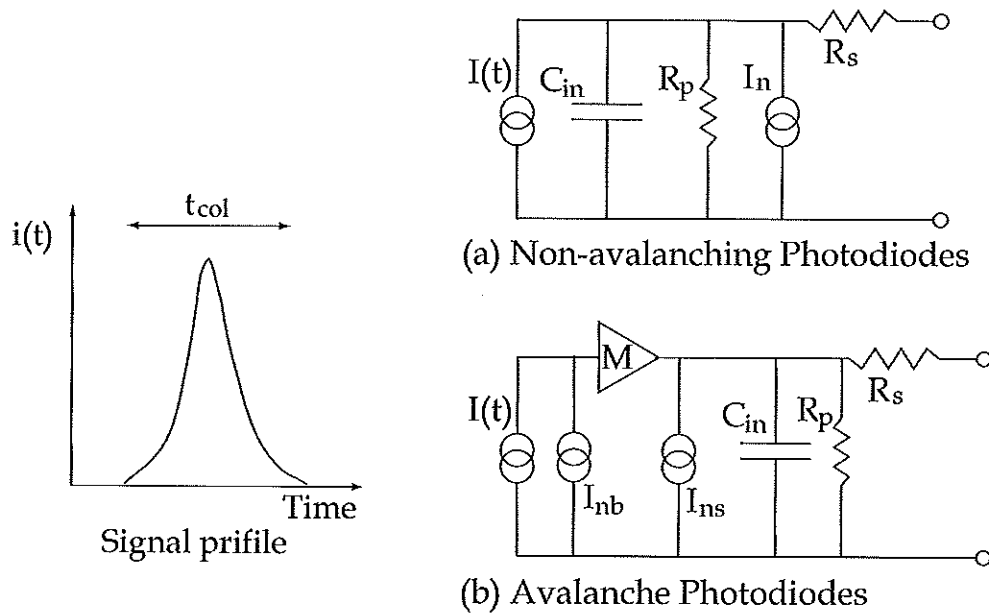 i(t)
t_col
Time
Signal prifile
I(t)
C_in
R_p
I_n
R_s
(a) Non-avalanching Photodiodes
I(t)
I_nb
M
I_ns
C_in
R_p
R_s
(b) Avalanche Photodiodes